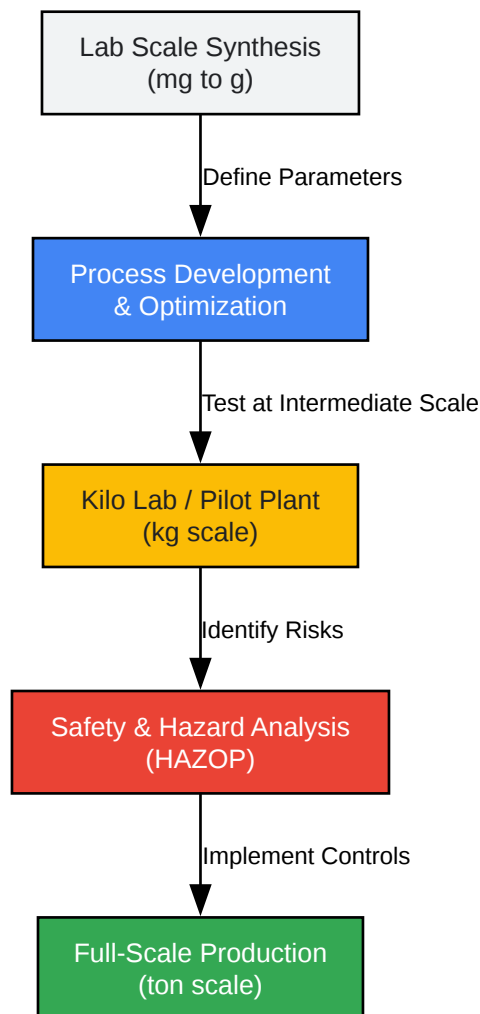 Lab Scale Synthesis
(mg to g)
Define Parameters
Process Development
& Optimization
Test at Intermediate Scale
Kilo Lab / Pilot Plant
(kg scale)
Identify Risks
Safety & Hazard Analysis
(HAZOP)
Implement Controls
Full-Scale Production
(ton scale)